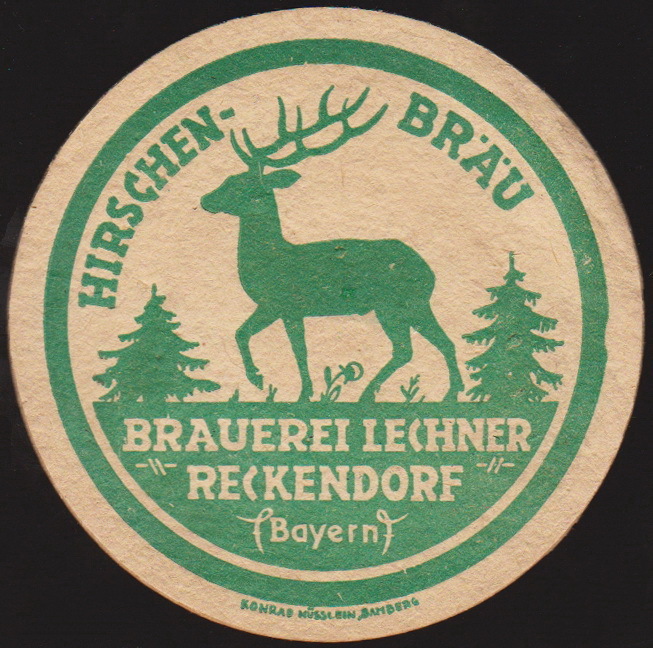 HIRSCHEN-BRÄU
BRAUEREI LECHNER
-"- RECKENDORF -"-
(Bayern)
KONRAD NÜSSLEIN, BAMBERG